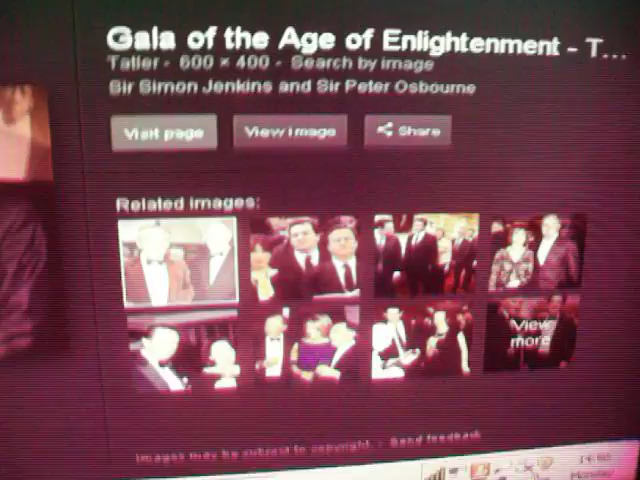 Gala of the Age of Enlightenment - T...
Tatler - 600 × 400 - Search by image
Sir Simon Jenkins and Sir Peter Osbourne
Visit page
View image
Share
Related images:
View more
Images may be subject to copyright. - Send feedback
Monday